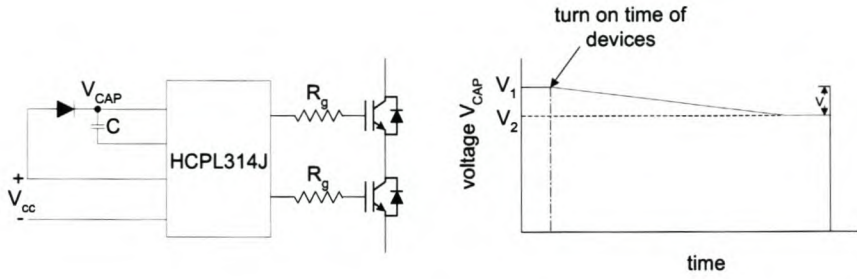 V_CAP
C
+
V_cc
-
HCPL314J
R_g
R_g
turn on time of
devices
voltage V_CAP
V_1
V_2
V
time